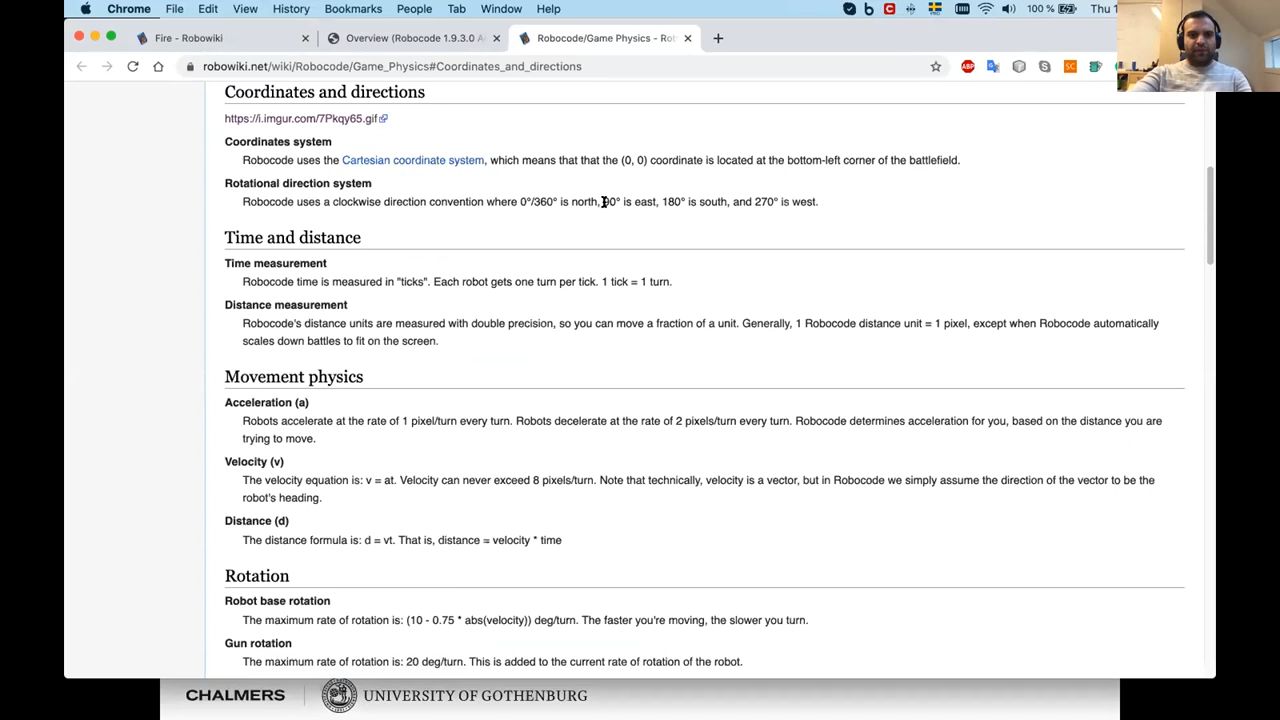 Chrome File Edit View History Bookmarks People Tab Window Help 100 % Thu 1
Fire - Robowiki Overview (Robocode 1.9.3.0 A Robocode/Game Physics - Rob
robowiki.net/wiki/Robocode/Game_Physics#Coordinates_and_directions
Coordinates and directions
https://i.imgur.com/7Pkqy65.gif
Coordinates system
Robocode uses the Cartesian coordinate system, which means that that the (0, 0) coordinate is located at the bottom-left corner of the battlefield.
Rotational direction system
Robocode uses a clockwise direction convention where 0°/360° is north, 90° is east, 180° is south, and 270° is west.
Time and distance
Time measurement
Robocode time is measured in "ticks". Each robot gets one turn per tick. 1 tick = 1 turn.
Distance measurement
Robocode's distance units are measured with double precision, so you can move a fraction of a unit. Generally, 1 Robocode distance unit = 1 pixel, except when Robocode automatically
scales down battles to fit on the screen.
Movement physics
Acceleration (a)
Robots accelerate at the rate of 1 pixel/turn every turn. Robots decelerate at the rate of 2 pixels/turn every turn. Robocode determines acceleration for you, based on the distance you are
trying to move.
Velocity (v)
The velocity equation is: v = at. Velocity can never exceed 8 pixels/turn. Note that technically, velocity is a vector, but in Robocode we simply assume the direction of the vector to be the
robot's heading.
Distance (d)
The distance formula is: d = vt. That is, distance = velocity * time
Rotation
Robot base rotation
The maximum rate of rotation is: (10 - 0.75 * abs(velocity)) deg/turn. The faster you're moving, the slower you turn.
Gun rotation
The maximum rate of rotation is: 20 deg/turn. This is added to the current rate of rotation of the robot.
CHALMERS UNIVERSITY OF GOTHENBURG